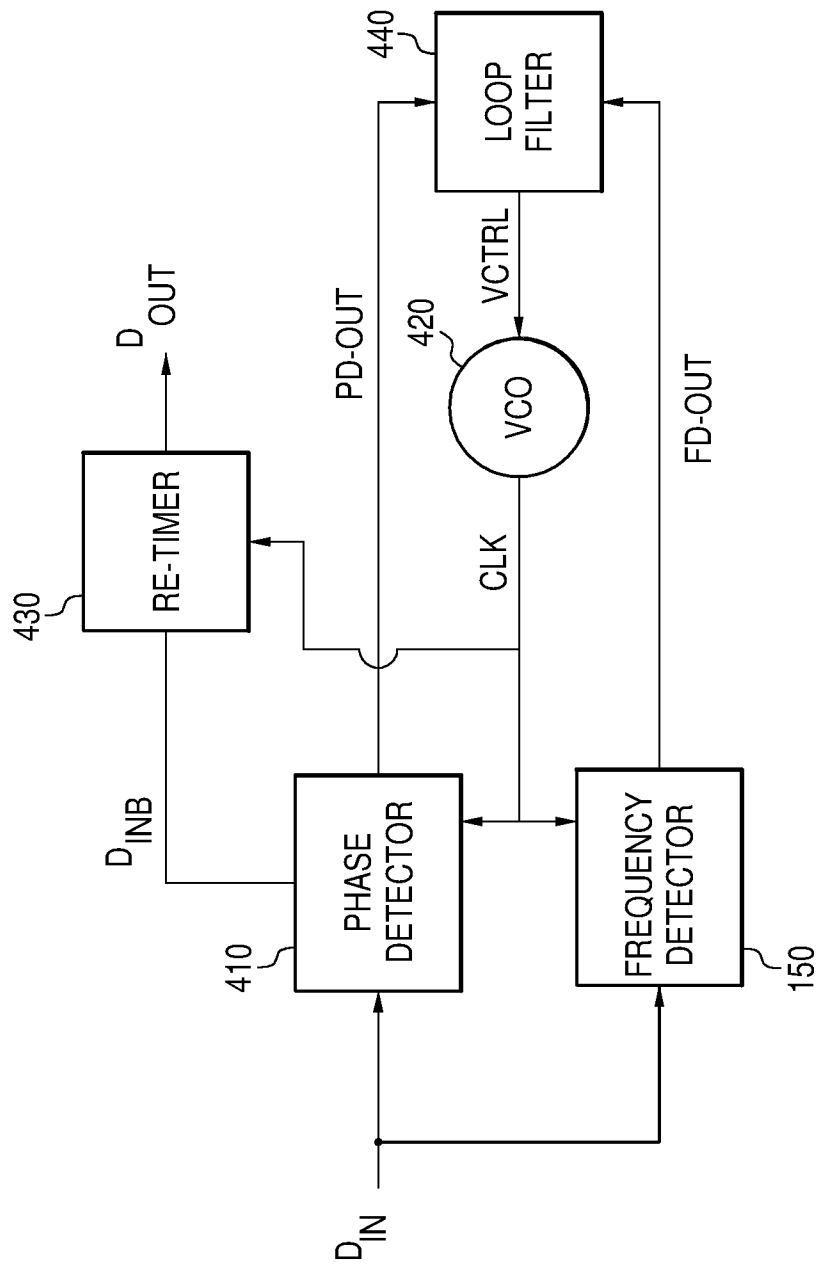 D_IN
410
PHASE
DETECTOR
D_INB
430
RE-TIMER
D_OUT
PD-OUT
440
LOOP
FILTER
VCTRL
420
VCO
CLK
FREQUENCY
DETECTOR
150
FD-OUT